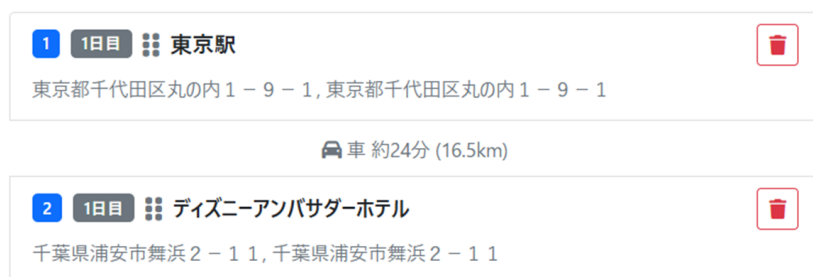 1 1日目 東京駅
東京都千代田区丸の内１－９－１, 東京都千代田区丸の内１－９－１
車 約24分 (16.5km)
2 1日目 ディズニーアンバサダーホテル
千葉県浦安市舞浜２－１１, 千葉県浦安市舞浜２－１１